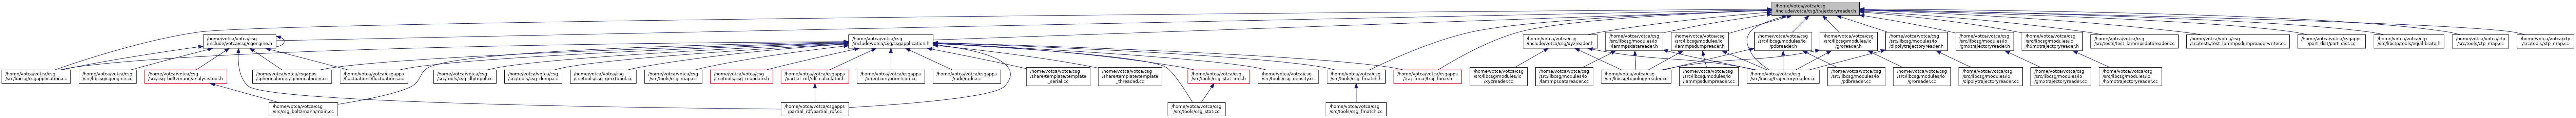 /home/votca/votca/csg
/include/votca/csg/trajectoryreader.h
/home/votca/votca/csg
/include/votca/csg/cgengine.h
/home/votca/votca/csg
/include/votca/csg/csgapplication.h
/home/votca/votca/csg
/include/votca/csg/xyzreader.h
/home/votca/votca/csg
/src/libcsg/modules/io
/lammpsdatareader.h
/home/votca/votca/csg
/src/libcsg/modules/io
/lammpsdumpreader.h
/home/votca/votca/csg
/src/libcsg/modules/io
/pdbreader.h
/home/votca/votca/csg
/src/libcsg/modules/io
/groreader.h
/home/votca/votca/csg
/src/libcsg/modules/io
/dlpolytrajectoryreader.h
/home/votca/votca/csg
/src/libcsg/modules/io
/gmxtrajectoryreader.h
/home/votca/votca/csg
/src/libcsg/modules/io
/h5mdtrajectoryreader.h
/home/votca/votca/csg
/src/tests/test_lammpsdatareader.cc
/home/votca/votca/csg
/src/tests/test_lammpsdumpreaderwriter.cc
/home/votca/votca/csgapps
/part_dist/part_dist.cc
/home/votca/votca/ctp
/src/libctp/tools/equilibrate.h
/home/votca/votca/ctp
/src/tools/ctp_map.cc
/home/votca/votca/xtp
/src/tools/xtp_map.cc
/home/votca/votca/csg
/src/libcsg/csgapplication.cc
/home/votca/votca/csg
/src/libcsg/cgengine.cc
/home/votca/votca/csg
/src/csg_boltzmann/analysistool.h
/home/votca/votca/csgapps
/sphericalorder/sphericalorder.cc
/home/votca/votca/csgapps
/fluctuations/fluctuations.cc
/home/votca/votca/csg
/src/tools/csg_dlptopol.cc
/home/votca/votca/csg
/src/tools/csg_dump.cc
/home/votca/votca/csg
/src/tools/csg_gmxtopol.cc
/home/votca/votca/csg
/src/tools/csg_map.cc
/home/votca/votca/csg
/src/tools/csg_reupdate.h
/home/votca/votca/csgapps
/partial_rdf/rdf_calculator.h
/home/votca/votca/csgapps
/orientcorr/orientcorr.cc
/home/votca/votca/csgapps
/radii/radii.cc
/home/votca/votca/csg
/share/template/template
_serial.cc
/home/votca/votca/csg
/share/template/template
_threaded.cc
/home/votca/votca/csg
/src/tools/csg_stat_imc.h
/home/votca/votca/csg
/src/tools/csg_density.cc
/home/votca/votca/csg
/src/tools/csg_fmatch.h
/home/votca/votca/csgapps
/traj_force/traj_force.h
/home/votca/votca/csg
/src/libcsg/modules/io
/xyzreader.cc
/home/votca/votca/csg
/src/libcsg/modules/io
/lammpsdatareader.cc
/home/votca/votca/csg
/src/libcsg/topologyreader.cc
/home/votca/votca/csg
/src/libcsg/modules/io
/lammpsdumpreader.cc
/home/votca/votca/csg
/src/libcsg/trajectoryreader.cc
/home/votca/votca/csg
/src/libcsg/modules/io
/pdbreader.cc
/home/votca/votca/csg
/src/libcsg/modules/io
/groreader.cc
/home/votca/votca/csg
/src/libcsg/modules/io
/dlpolytrajectoryreader.cc
/home/votca/votca/csg
/src/libcsg/modules/io
/gmxtrajectoryreader.cc
/home/votca/votca/csg
/src/libcsg/modules/io
/h5mdtrajectoryreader.cc
/home/votca/votca/csg
/src/csg_boltzmann/main.cc
/home/votca/votca/csgapps
/partial_rdf/partial_rdf.cc
/home/votca/votca/csg
/src/tools/csg_stat.cc
/home/votca/votca/csg
/src/tools/csg_fmatch.cc